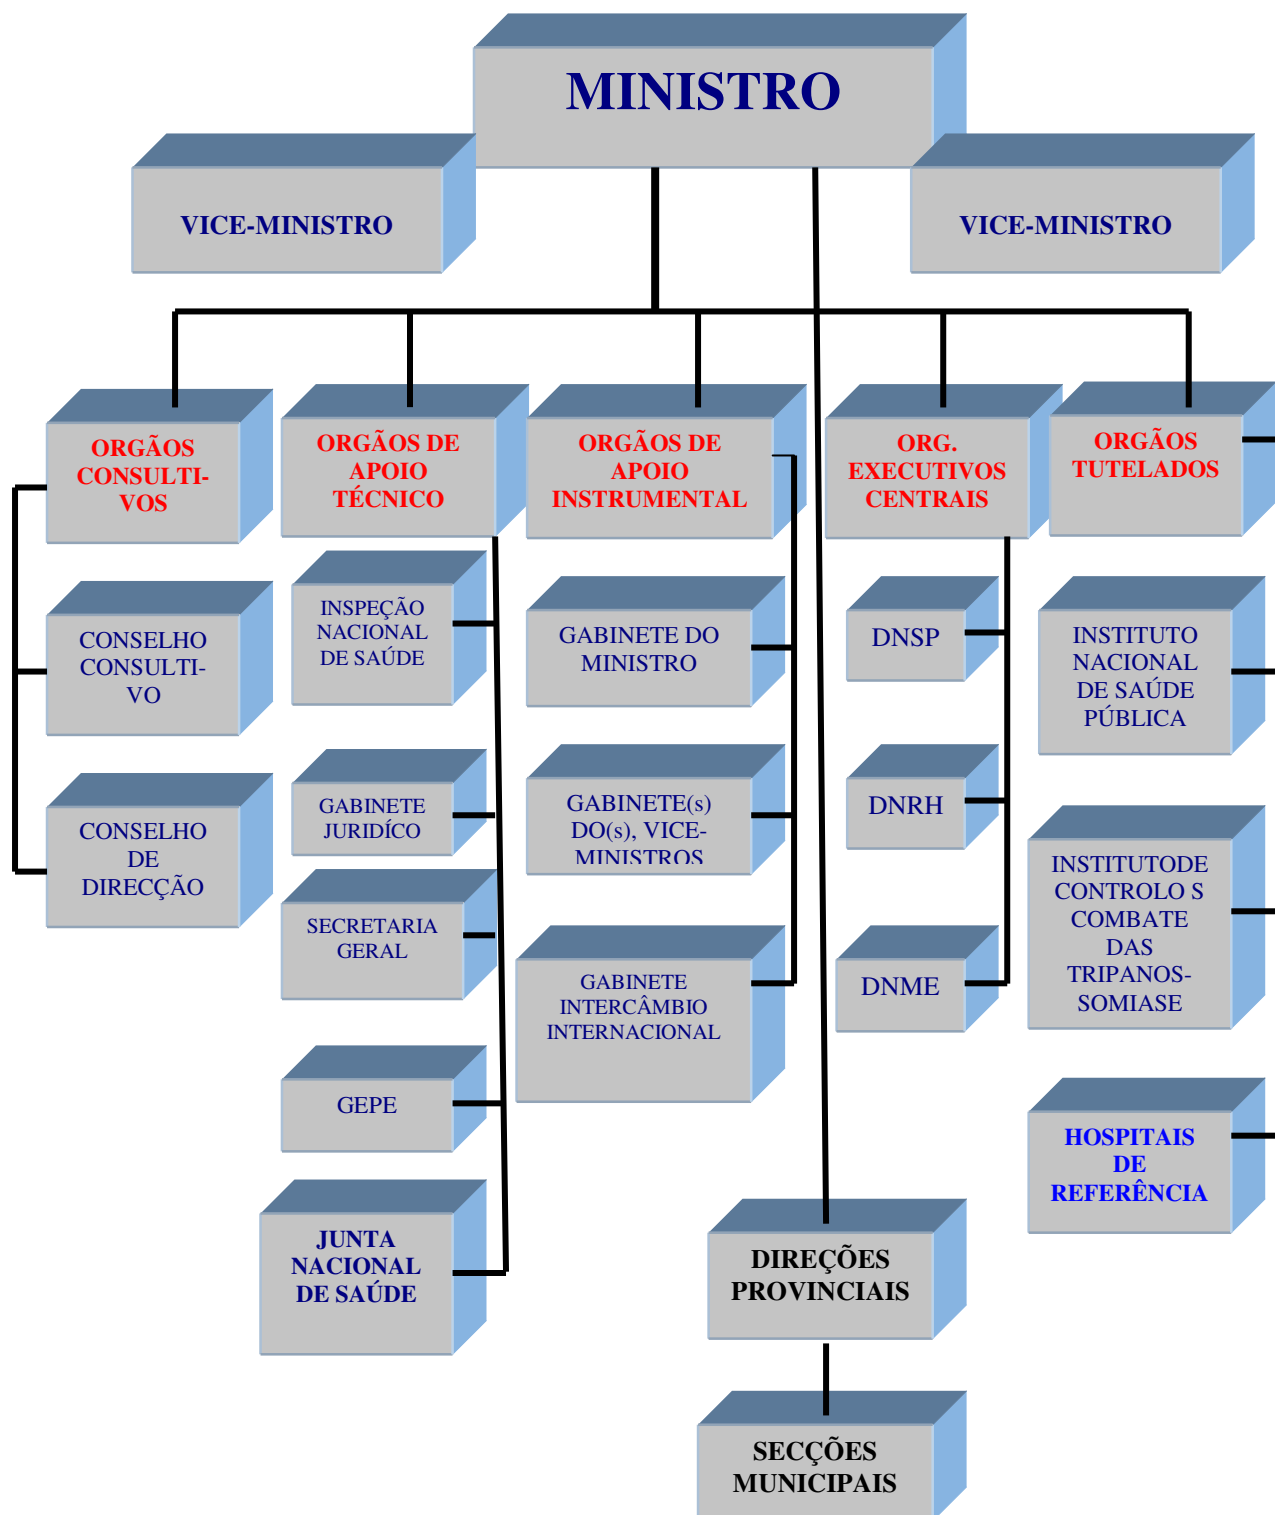 MINISTRO
VICE-MINISTRO
VICE-MINISTRO
ORGÃOS
CONSULTI-
VOS
CONSELHO
CONSULTI-
VO
CONSELHO
DE
DIRECÇÃO
ORGÃOS DE
APOIO
TÉCNICO
INSPEÇÃO
NACIONAL
DE SAÚDE
GABINETE
JURIDÍCO
SECRETARIA
GERAL
GEPE
JUNTA
NACIONAL
DE SAÚDE
ORGÃOS DE
APOIO
INSTRUMENTAL
GABINETE DO
MINISTRO
GABINETE(s)
DO(s), VICE-
MINISTROS
GABINETE
INTERCÂMBIO
INTERNACIONAL
ORG.
EXECUTIVOS
CENTRAIS
DNSP
DNRH
DNME
ORGÃOS
TUTELADOS
INSTITUTO
NACIONAL
DE SAÚDE
PÚBLICA
INSTITUTODE
CONTROLO S
COMBATE
DAS
TRIPANOS-
SOMIASE
HOSPITAIS
DE
REFERÊNCIA
DIREÇÕES
PROVINCIAIS
SECÇÕES
MUNICIPAIS